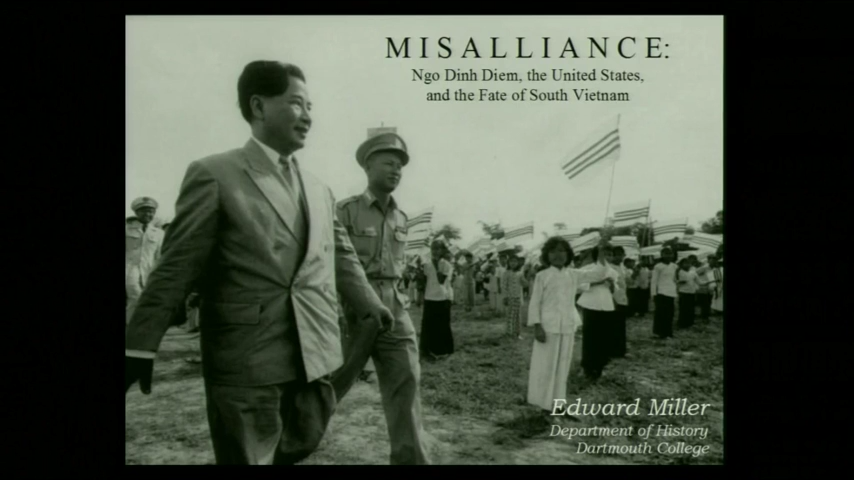 MISALLIANCE:
Ngo Dinh Diem, the United States,
and the Fate of South Vietnam
Edward Miller
Department of History
Dartmouth College